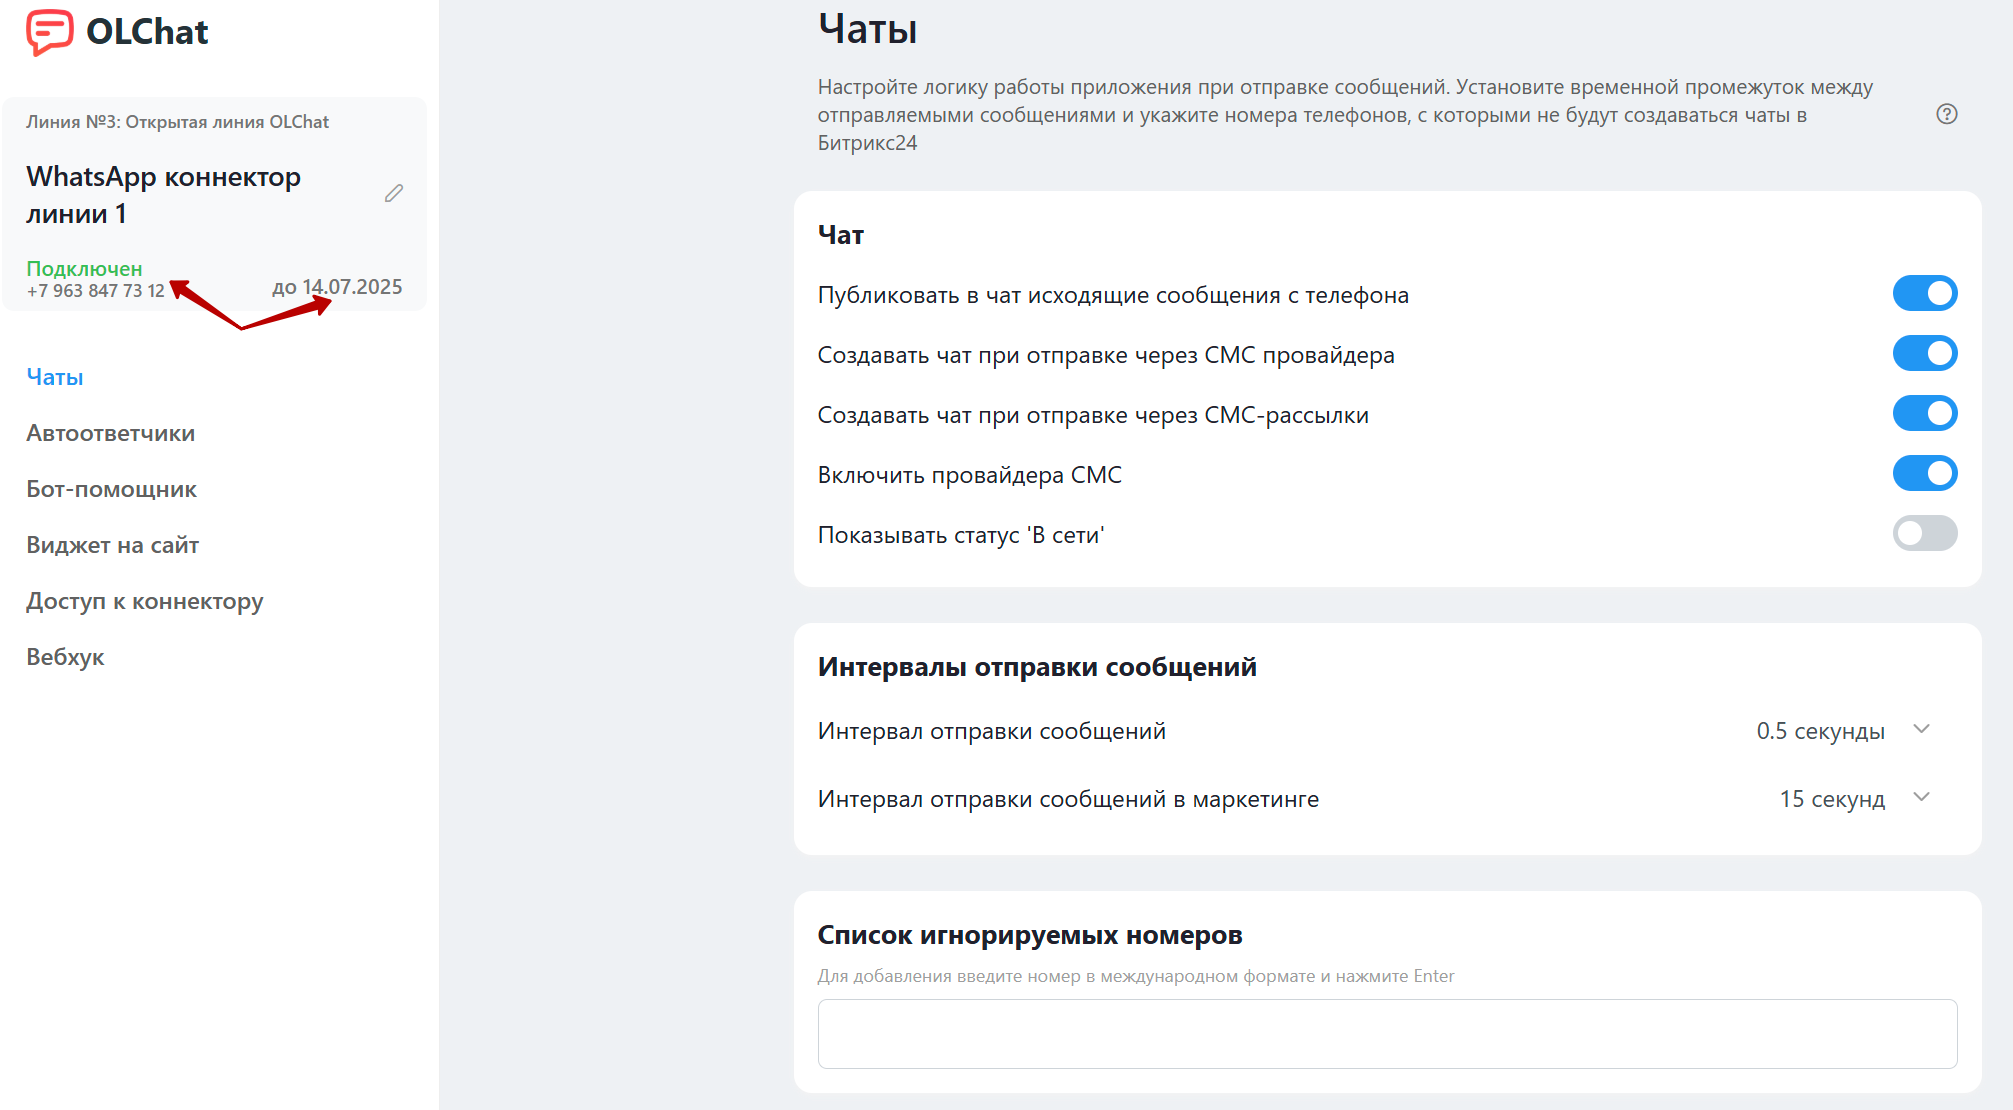 OLChat
Линия №3: Открытая линия OLChat
WhatsApp коннектор
линии 1
Подключен
+7 963 847 73 12
до 14.07.2025
Чаты
Автоответчики
Бот-помощник
Виджет на сайт
Доступ к коннектору
Вебхук
Чаты
Настройте логику работы приложения при отправке сообщений. Установите временной промежуток между
отправляемыми сообщениями и укажите номера телефонов, с которыми не будут создаваться чаты в
Битрикс24
Чат
Публиковать в чат исходящие сообщения с телефона
Создавать чат при отправке через СМС провайдера
Создавать чат при отправке через СМС-рассылки
Включить провайдера СМС
Показывать статус 'В сети'
Интервалы отправки сообщений
Интервал отправки сообщений 0.5 секунды
Интервал отправки сообщений в маркетинге 15 секунд
Список игнорируемых номеров
Для добавления введите номер в международном формате и нажмите Enter